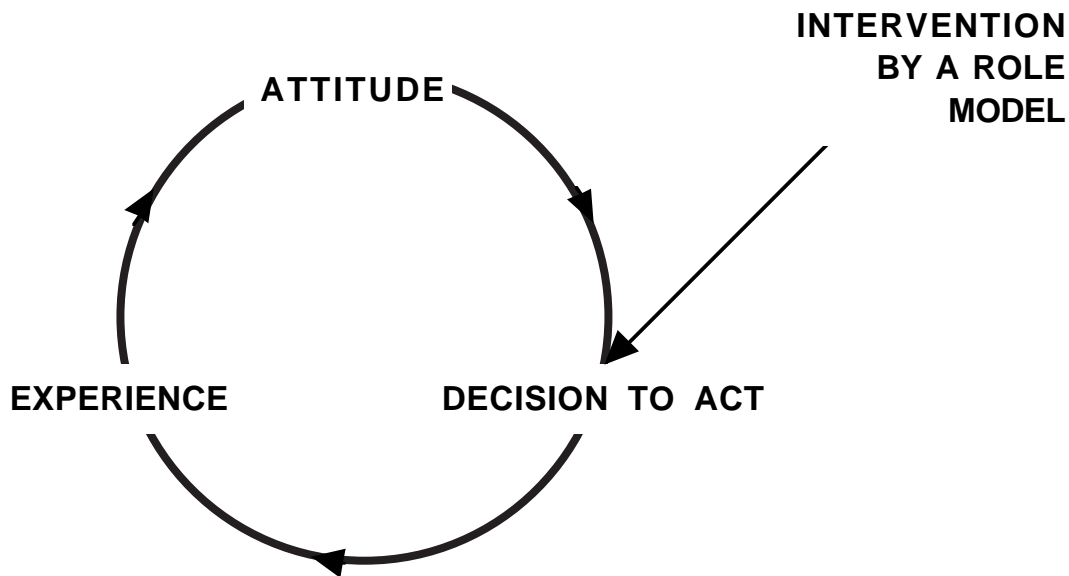 INTERVENTION
BY A ROLE
MODEL
ATTITUDE
EXPERIENCE
DECISION TO ACT